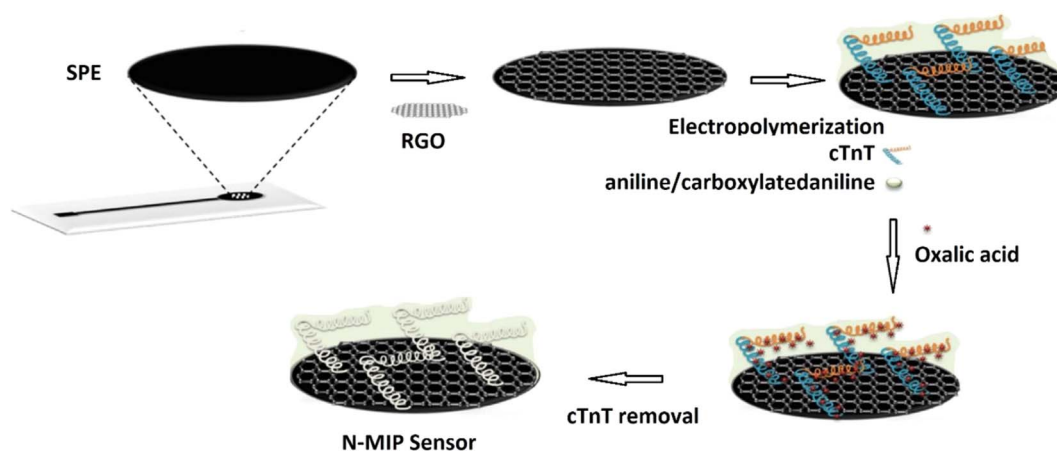 SPE
RGO
Electropolymerization
cTnT
aniline/carboxylatedaniline
Oxalic acid
cTnT removal
N-MIP Sensor